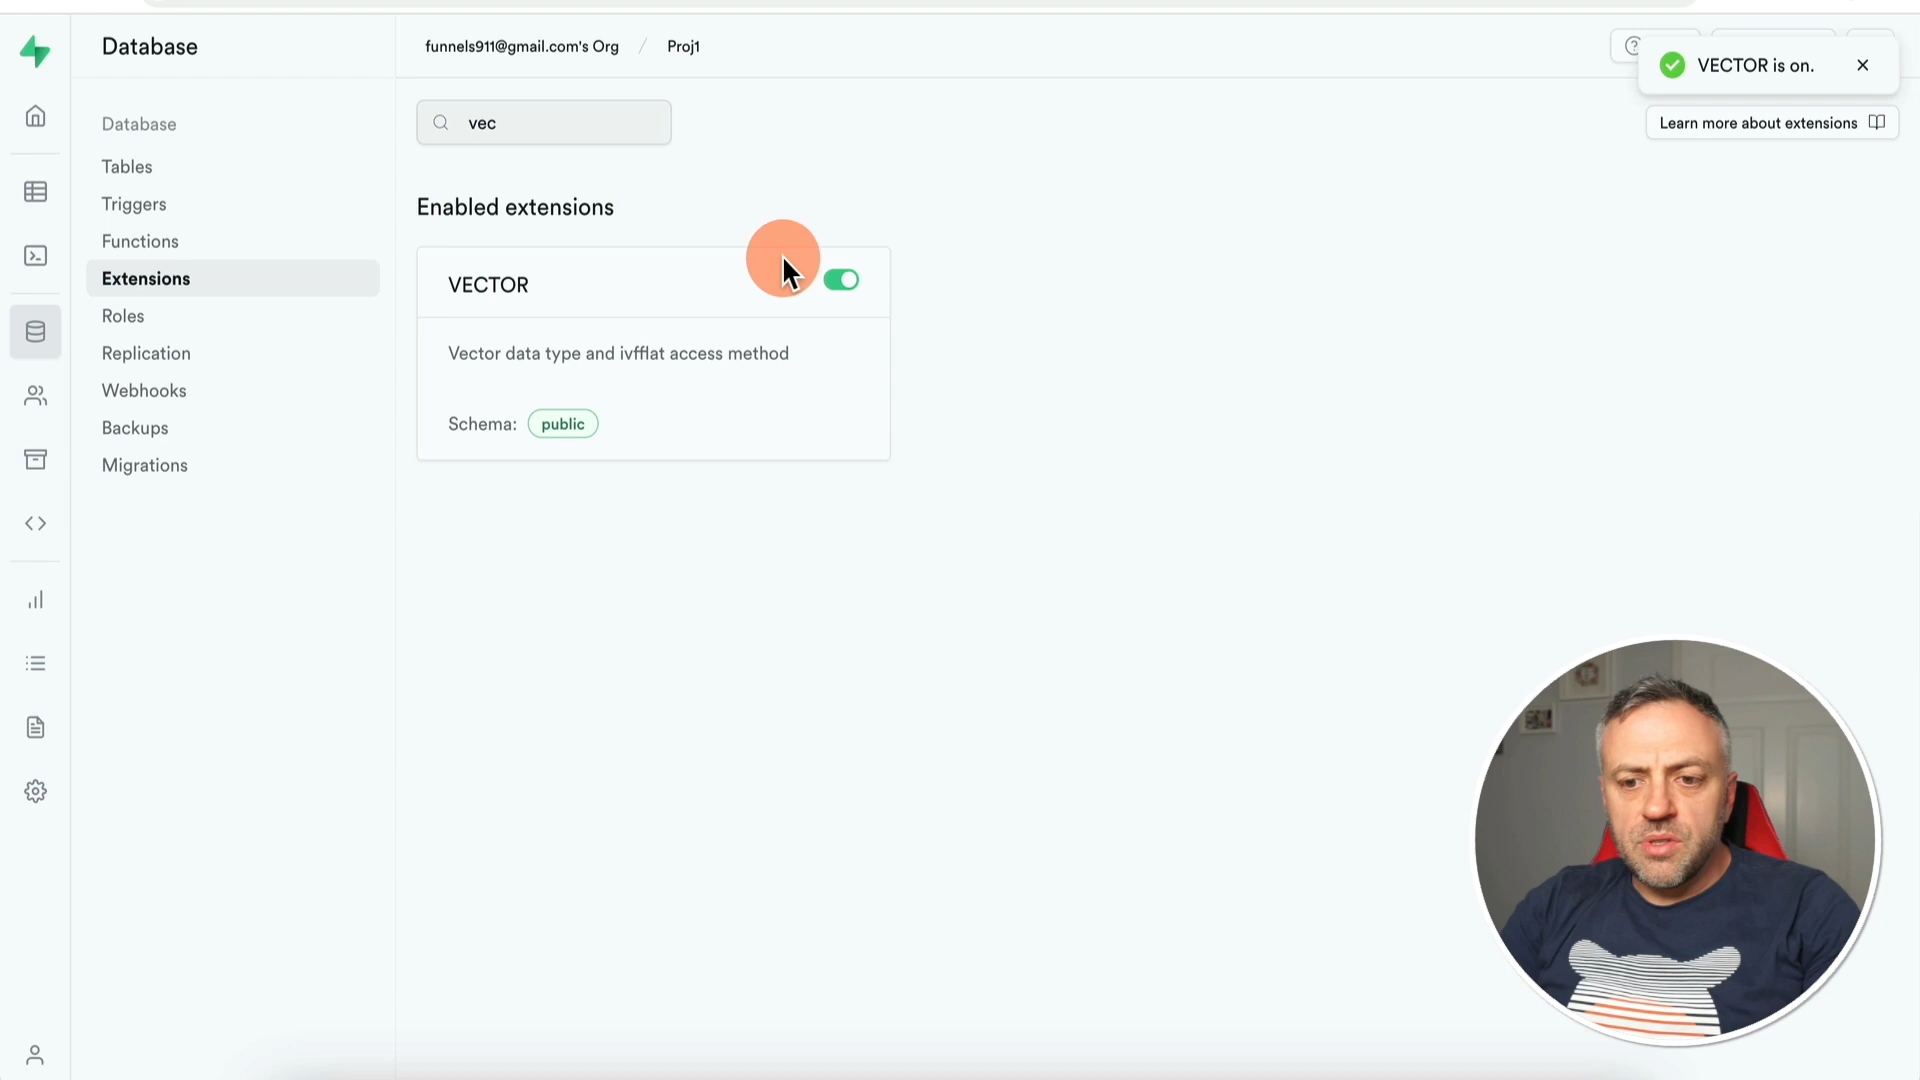 Database
funnels911@gmail.com's Org / Proj1
VECTOR is on.
vec
Learn more about extensions
Database
Tables
Triggers
Functions
Extensions
Roles
Replication
Webhooks
Backups
Migrations
Enabled extensions
VECTOR
Vector data type and ivfflat access method
Schema: public